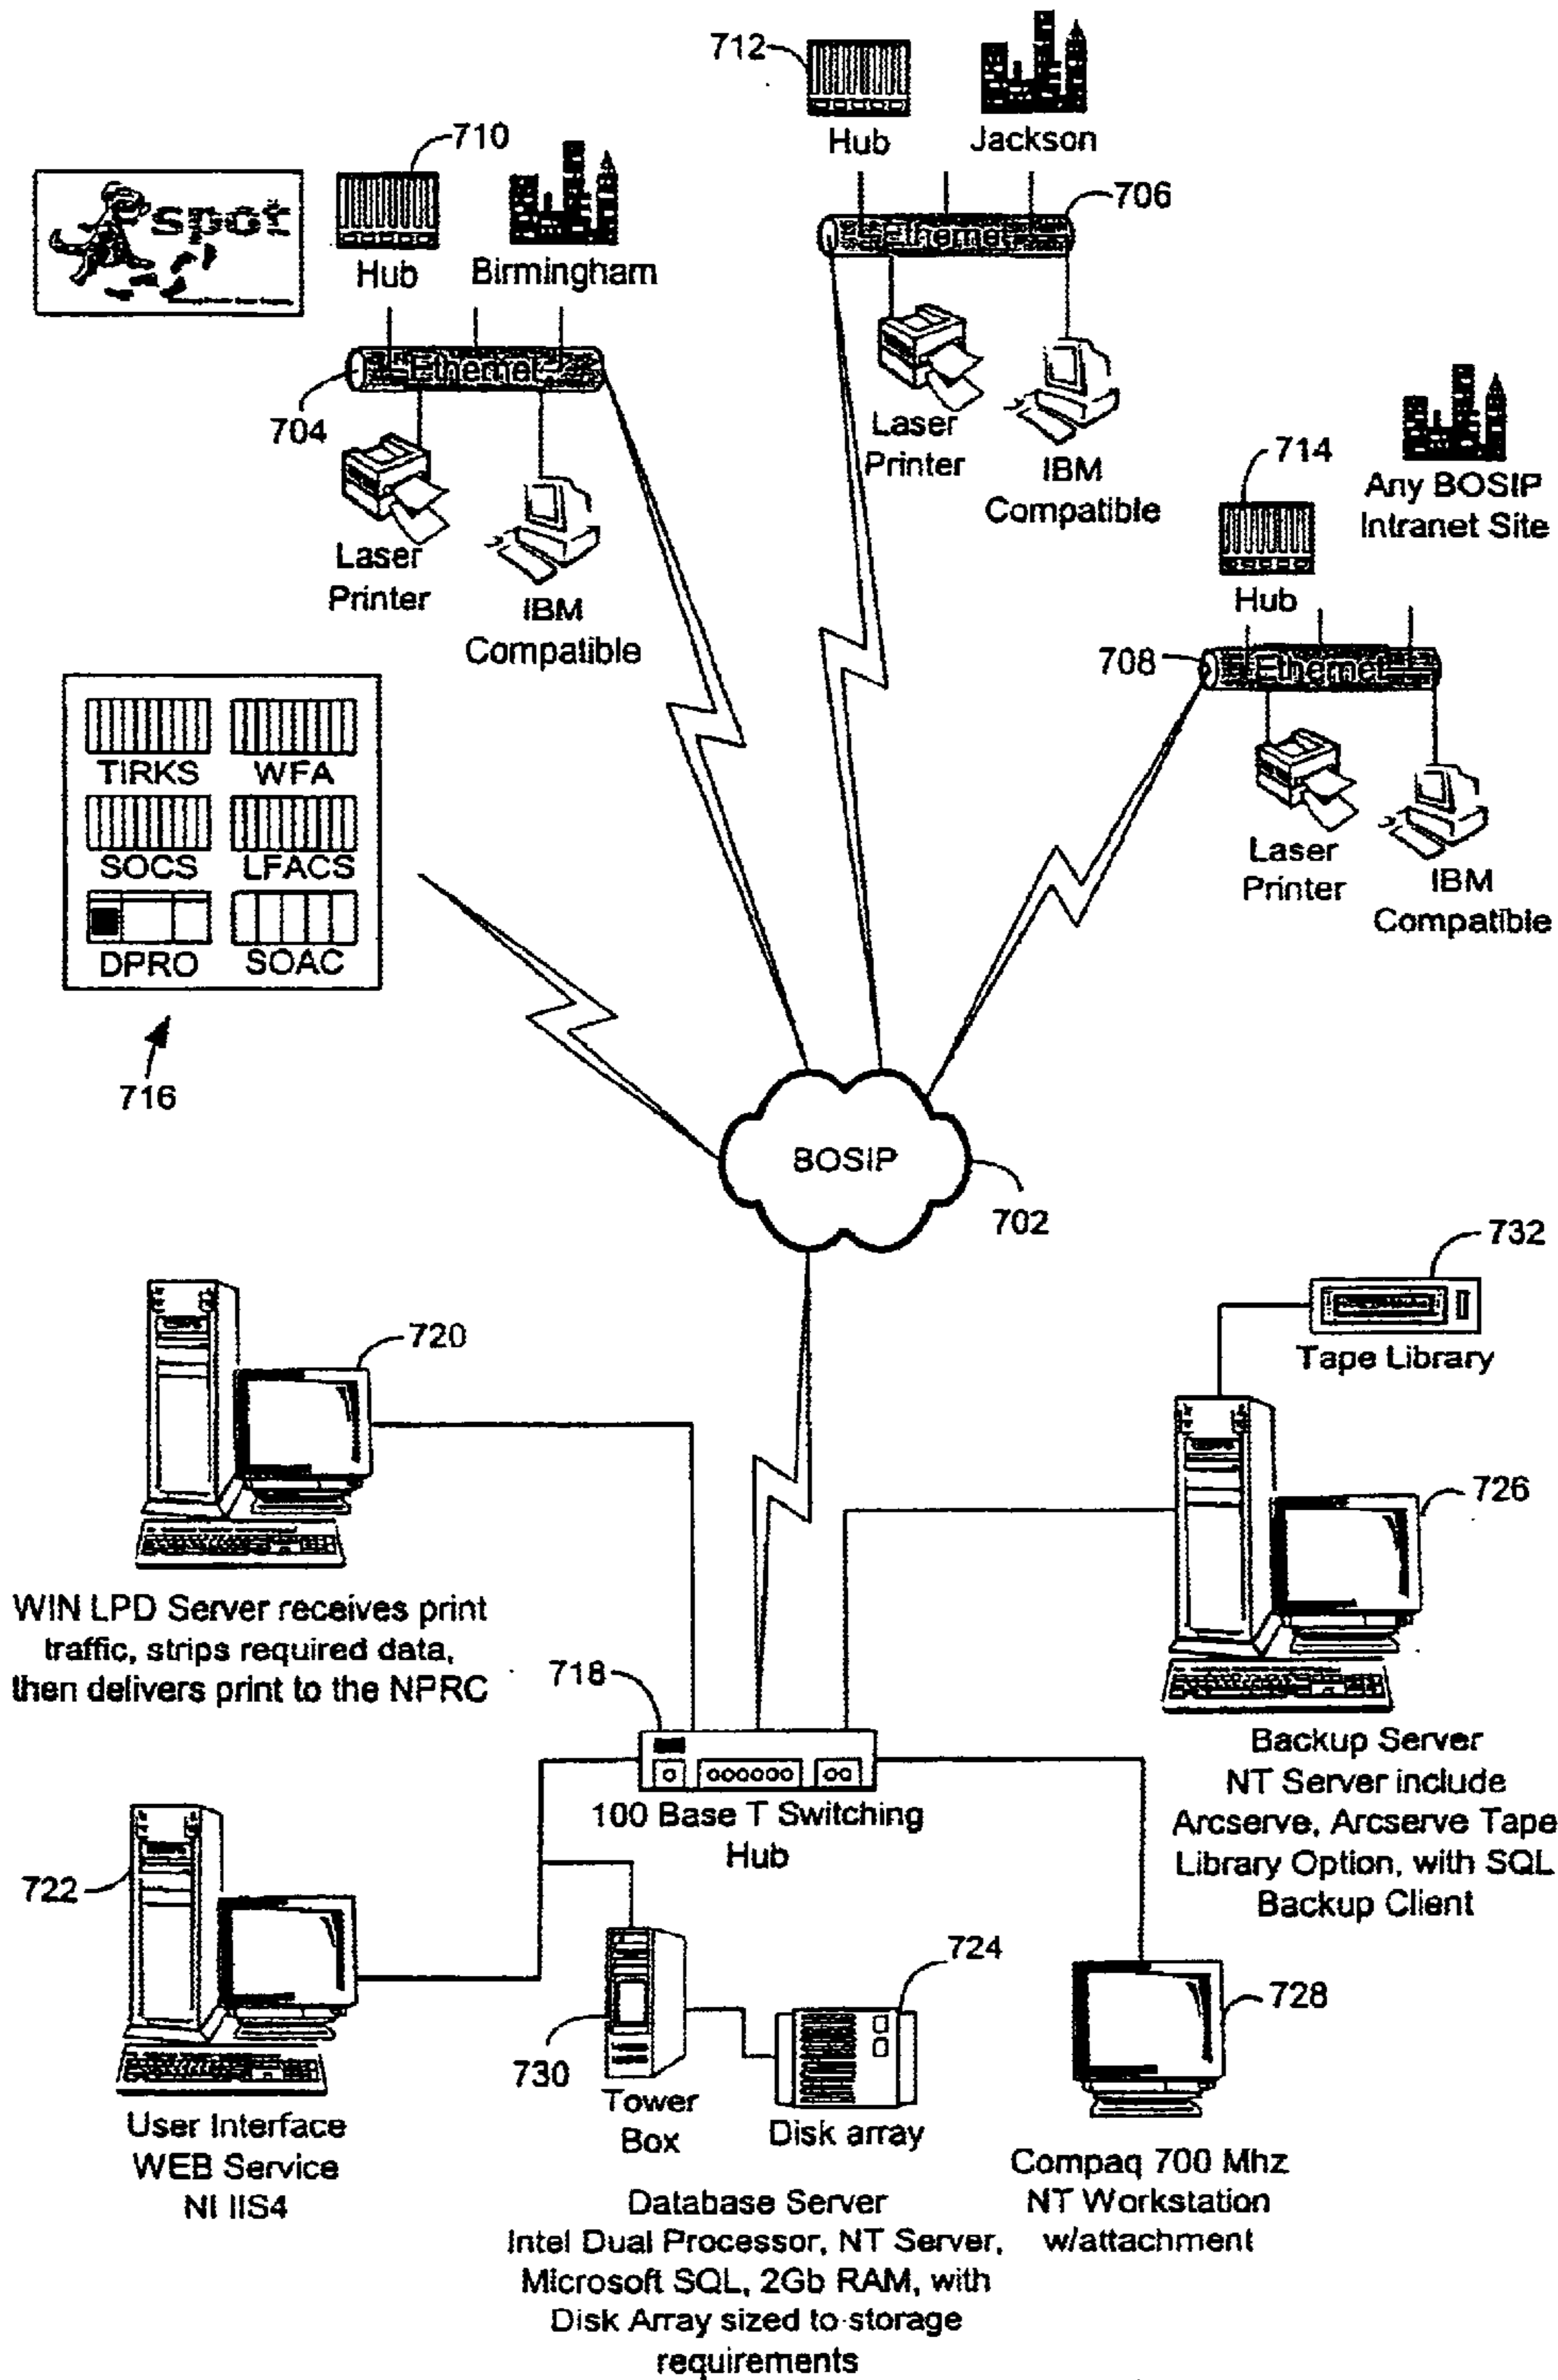 712
Hub
Jackson
706
Ethernet
Laser
Printer
IBM
Compatible
spot
710
Hub
Birmingham
Ethernet
704
Laser
Printer
IBM
Compatible
714
Any BOSIP
Intranet Site
Hub
708
Ethernet
Laser
Printer
IBM
Compatible
TIRKS
WFA
SOCS
LFACS
DPRO
SOAC
716
BOSIP
702
732
Tape Library
720
WIN LPD Server receives print
traffic, strips required data,
then delivers print to the NPRC
726
Backup Server
NT Server include
Arcserve, Arcserve Tape
Library Option, with SQL
Backup Client
718
100 Base T Switching
Hub
722
User Interface
WEB Service
NI IIS4
730
Tower
Box
724
Disk array
Database Server
Intel Dual Processor, NT Server,
Microsoft SQL, 2Gb RAM, with
Disk Array sized to storage
requirements
728
Compaq 700 Mhz
NT Workstation
w/attachment